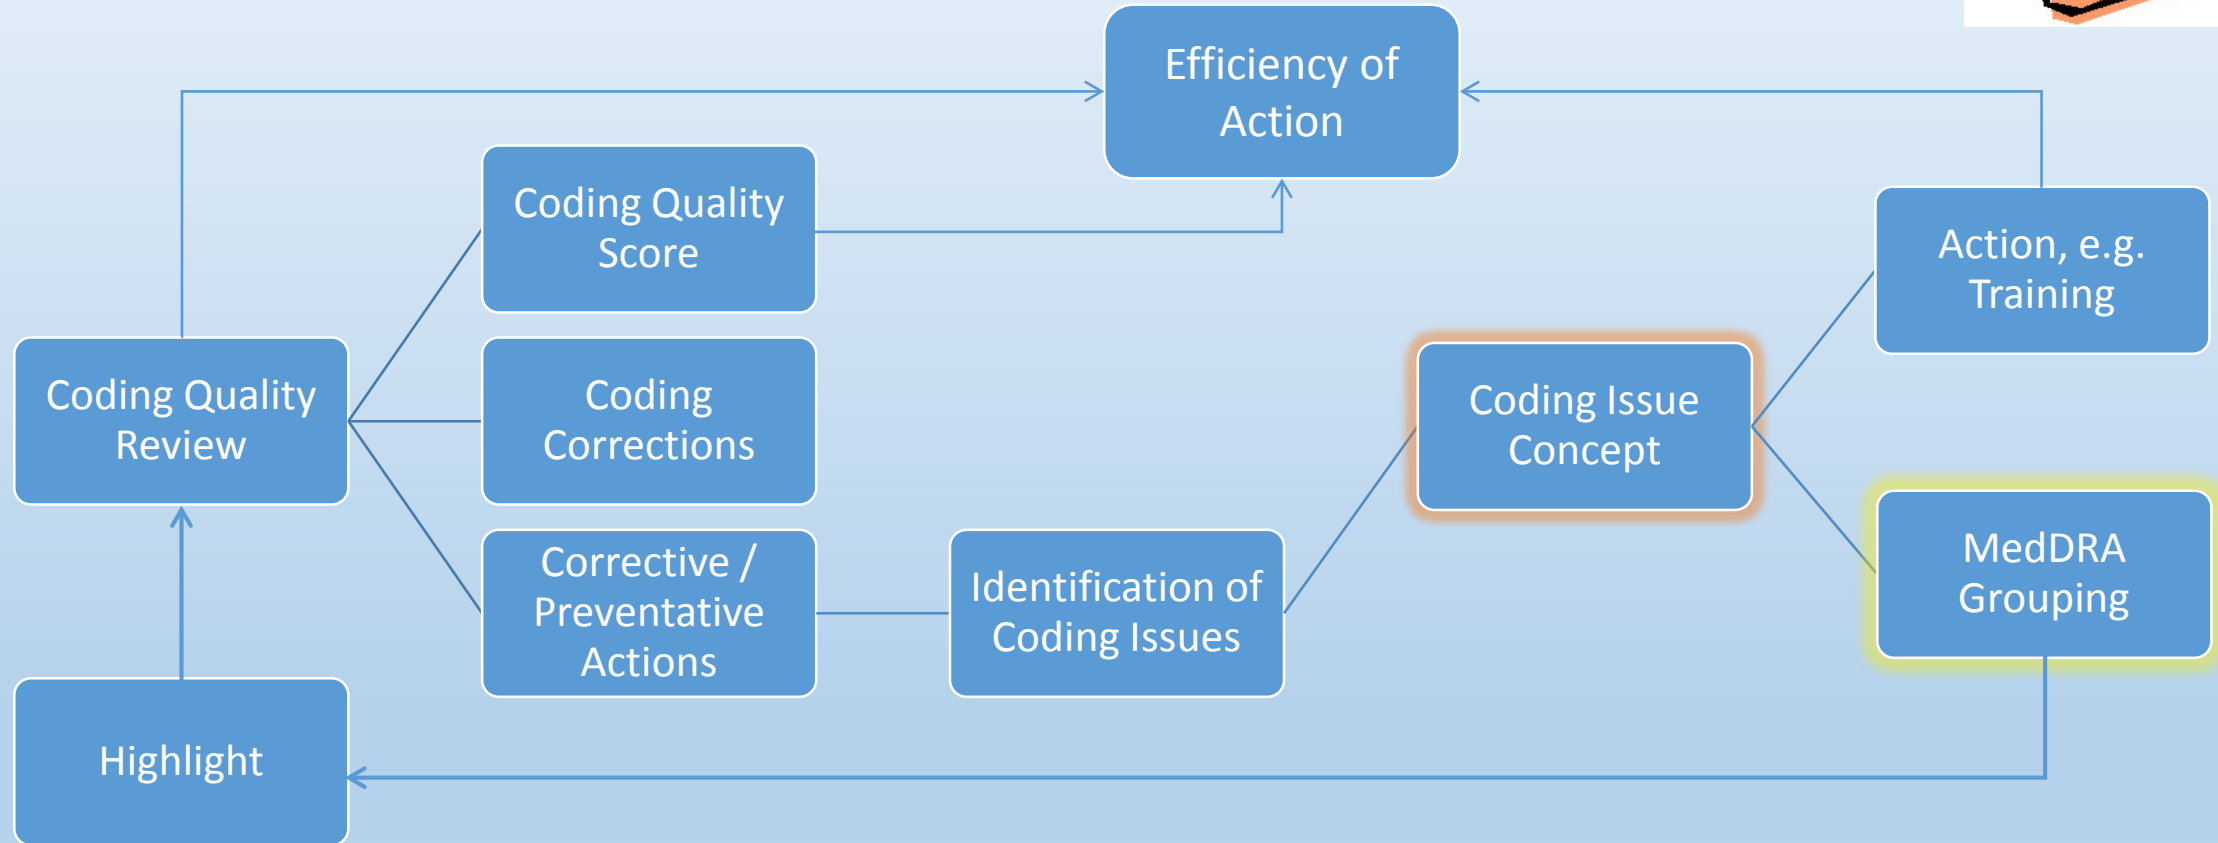 Efficiency of
Action
Coding Quality
Score
Action, e.g.
Training
Coding Quality
Review
Coding
Corrections
Coding Issue
Concept
Corrective /
Preventative
Actions
Identification of
Coding Issues
MedDRA
Grouping
Highlight